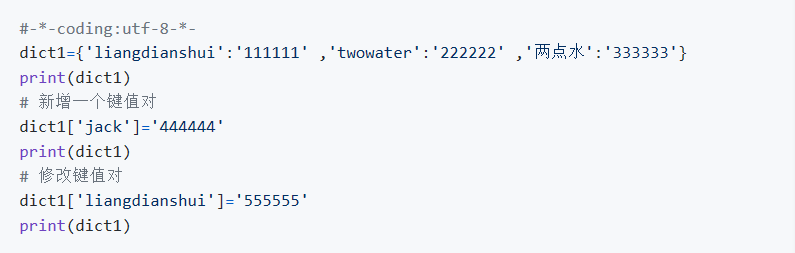 #-*-coding:utf-8-*-
dict1={'liangdianshui':'111111' ,'twowater':'222222' ,'两点水':'333333'}
print(dict1)
# 新增一个键值对
dict1['jack']='444444'
print(dict1)
# 修改键值对
dict1['liangdianshui']='555555'
print(dict1)